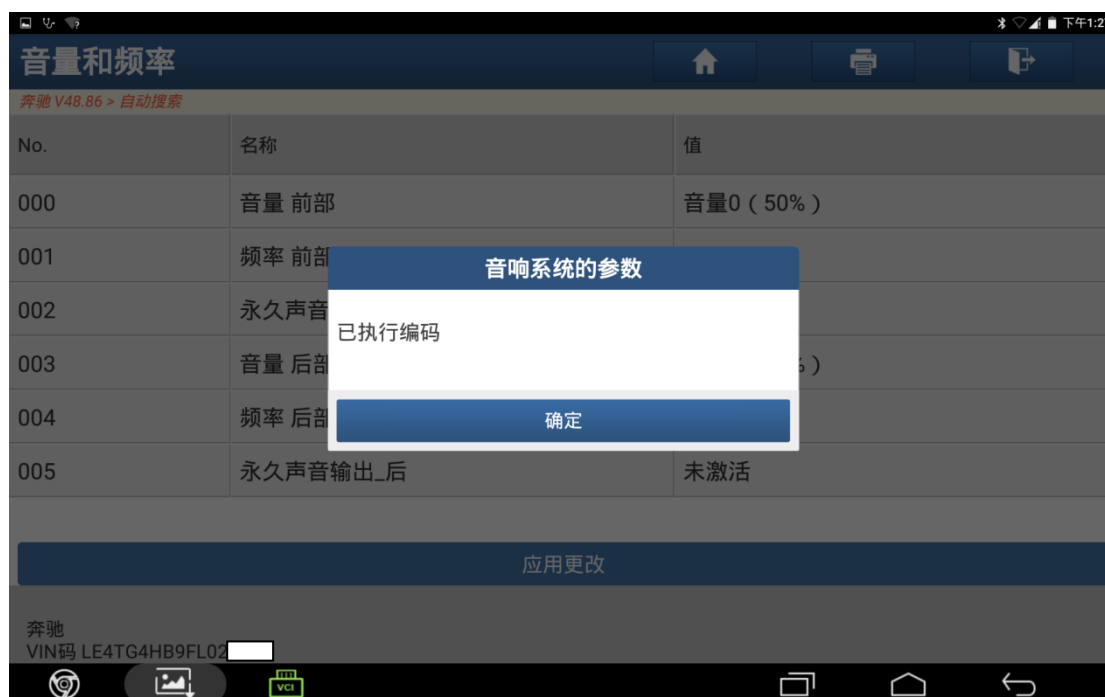 下午1:2
音量和频率
奔驰 V48.86 > 自动搜索
No. 名称 值
000 音量 前部 音量0（50%）
001 频率 前部
音响系统的参数
002 永久声音
已执行编码
003 音量 后部 %）
004 频率 后部
确定
005 永久声音输出_后 未激活
应用更改
奔驰
VIN码 LE4TG4HB9FL02
VCI